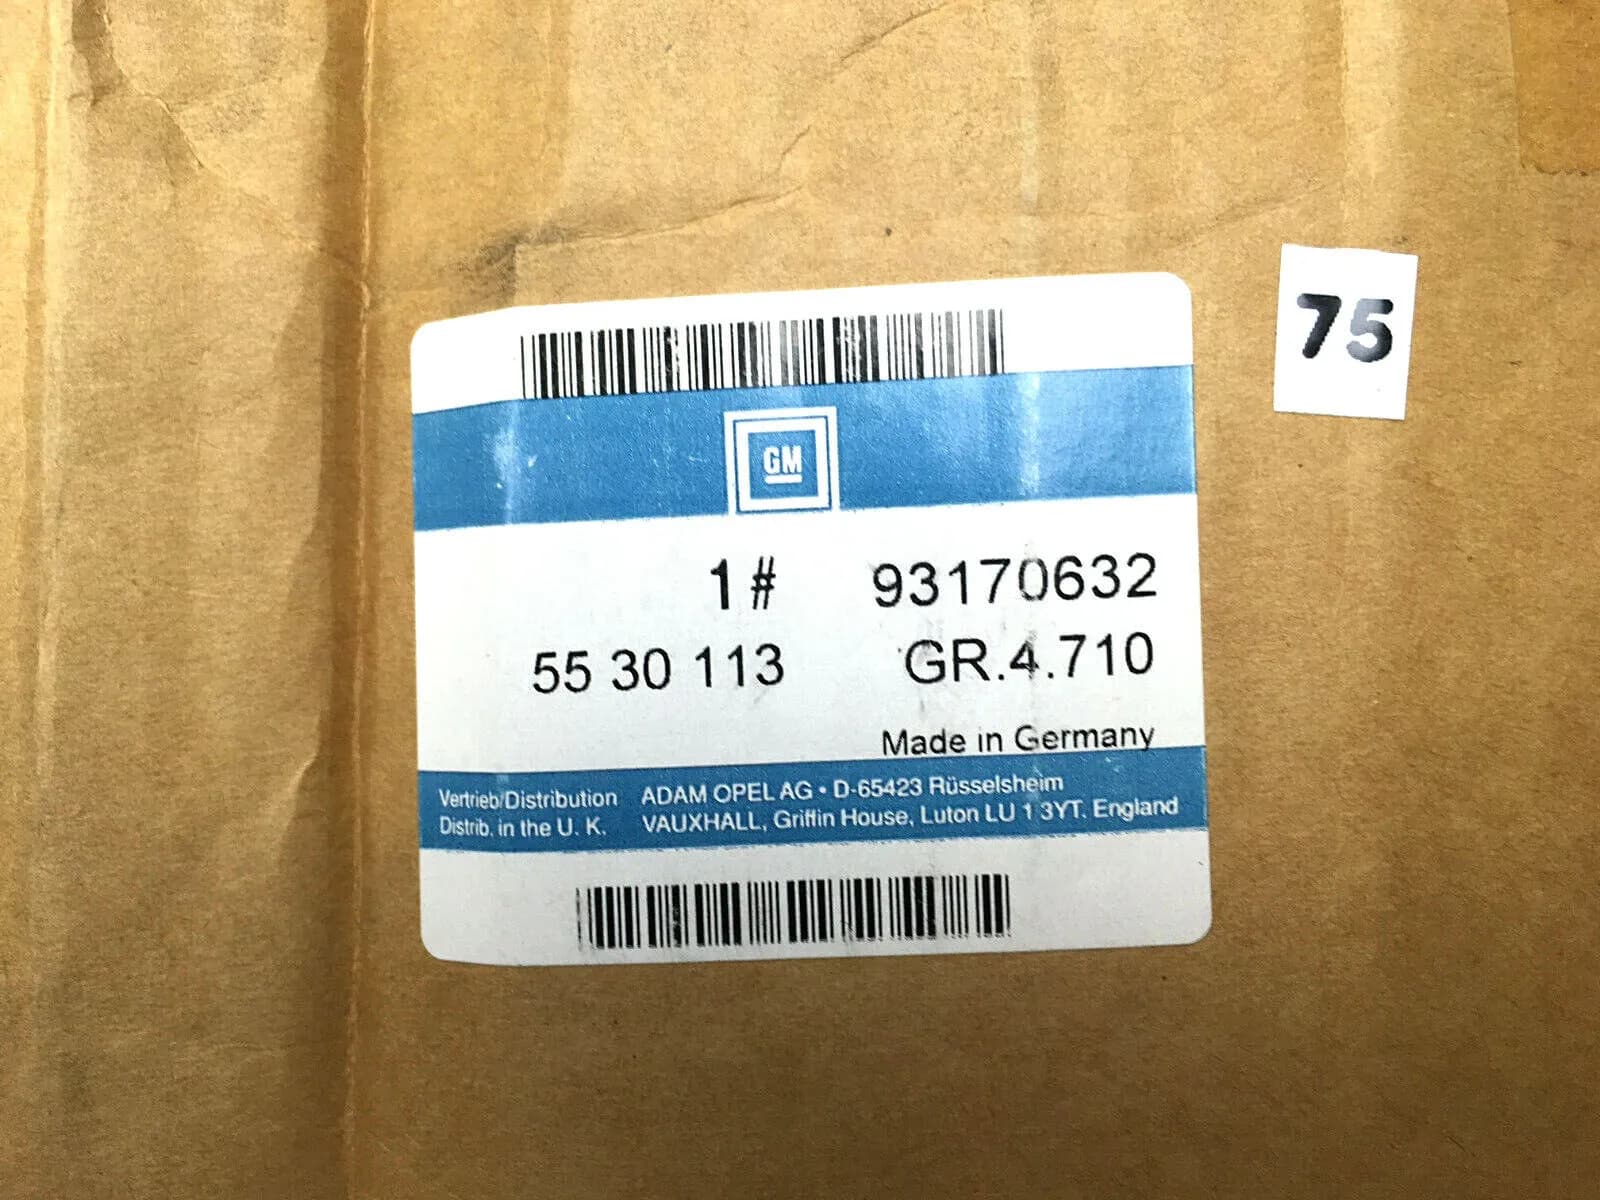 75
GM
1# 93170632
55 30 113 GR.4.710
Made in Germany
Vertrieb/Distribution ADAM OPEL AG • D-65423 Rüsselsheim
Distrib. in the U. K. VAUXHALL, Griffin House, Luton LU 1 3YT. England